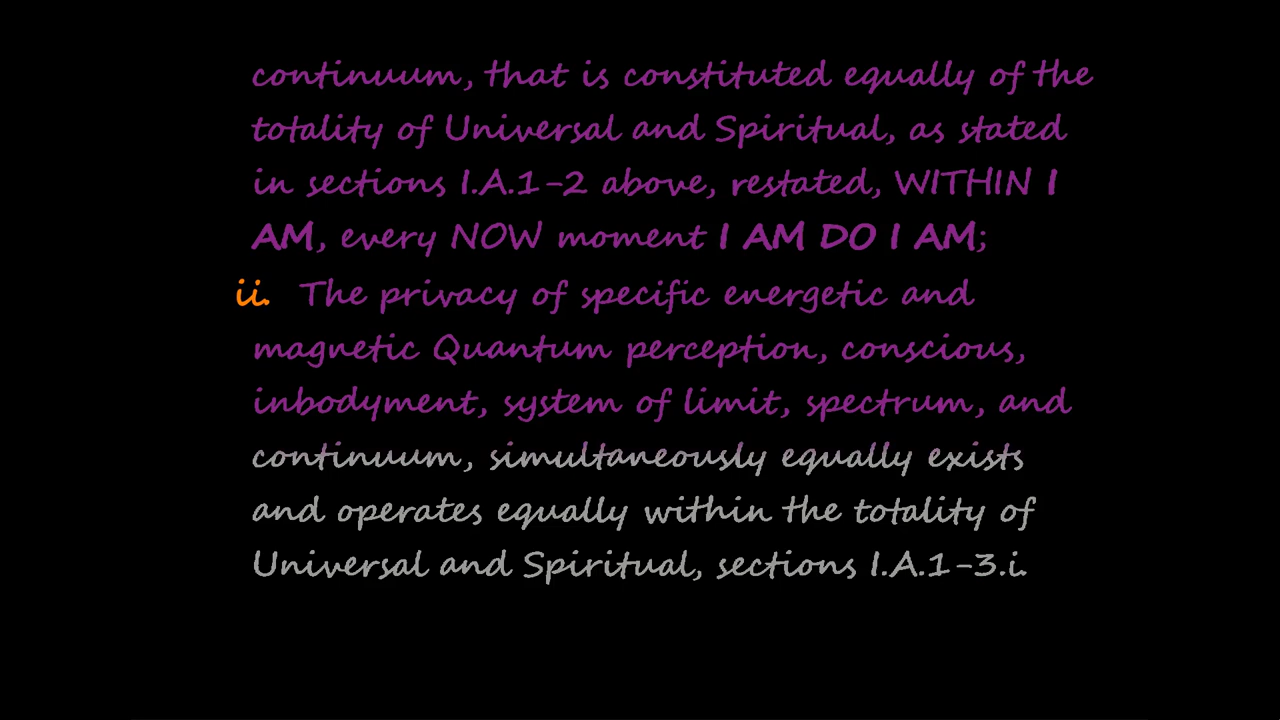 continuum, that is constituted equally of the
totality of Universal and Spiritual, as stated
in sections I.A.1-2 above, restated, WITHIN I
AM, every NOW moment I AM DO I AM;
ii. The privacy of specific energetic and
magnetic Quantum perception, conscious,
inbodyment, system of limit, spectrum, and
continuum, simultaneously equally exists
and operates equally within the totality of
Universal and Spiritual, sections I.A.1-3.i.